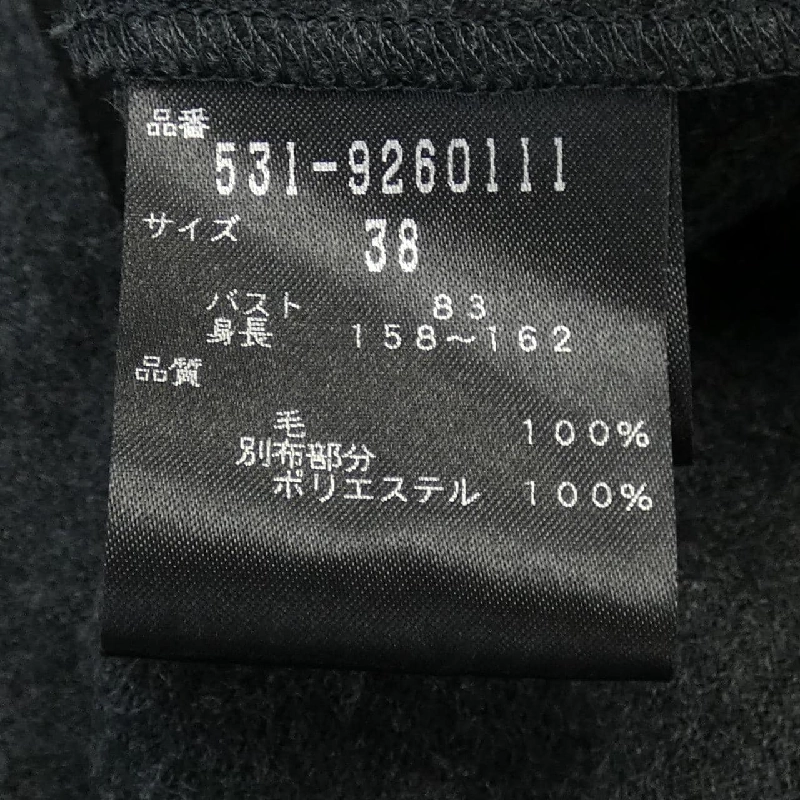 品番
531-9260111
サイズ 38
バスト 83
身長 158〜162
品質
毛 100%
別布部分
ポリエステル 100%